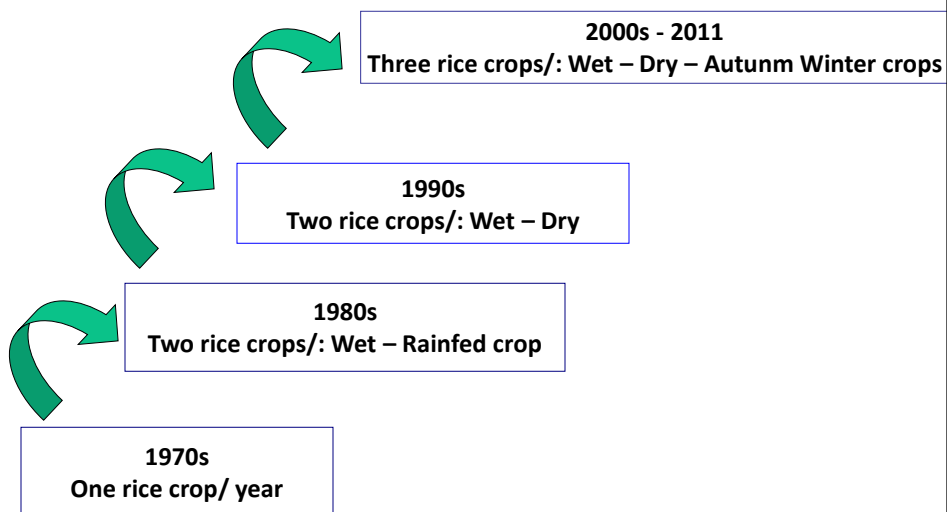 2000s - 2011
Three rice crops/: Wet – Dry – Autunm Winter crops
1990s
Two rice crops/: Wet – Dry
1980s
Two rice crops/: Wet – Rainfed crop
1970s
One rice crop/ year